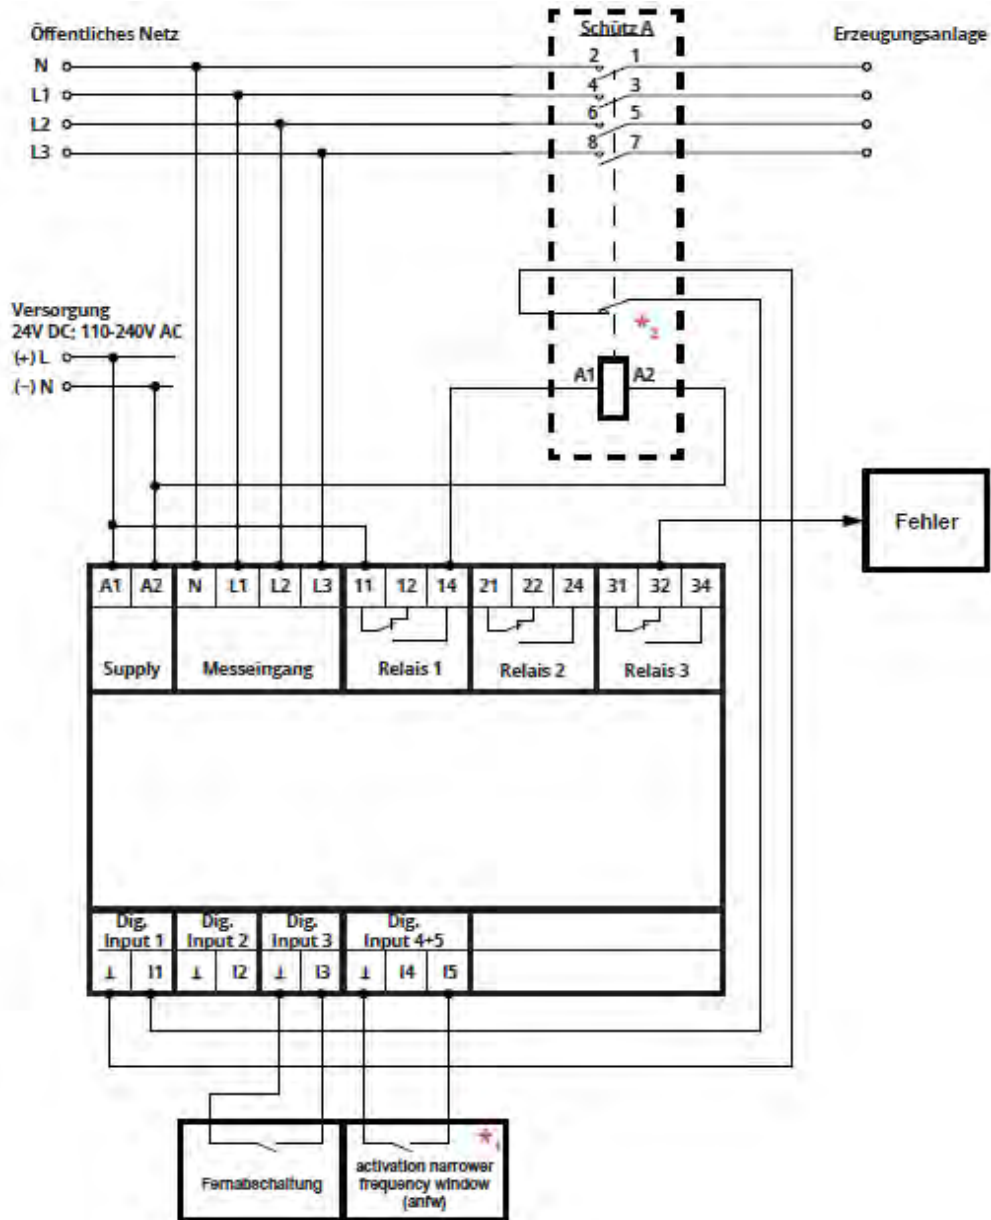 Öffentliches Netz
Schütz A
Erzeugungsanlage
N
2 1
L1
4 3
L2
6 5
L3
8 7
Versorgung
24V DC; 110-240V AC
(+) L
(−) N
*2
A1 A2
Fehler
A1 A2 N L1 L2 L3 11 12 14 21 22 24 31 32 34
Supply Messeingang Relais 1 Relais 2 Relais 3
Dig. Input 1
Dig. Input 2
Dig. Input 3
Dig. Input 4+5
⊥ I1 ⊥ I2 ⊥ I3 ⊥ I4 I5
Fernabschaltung
*1
activation narrower
frequency window
(anfw)